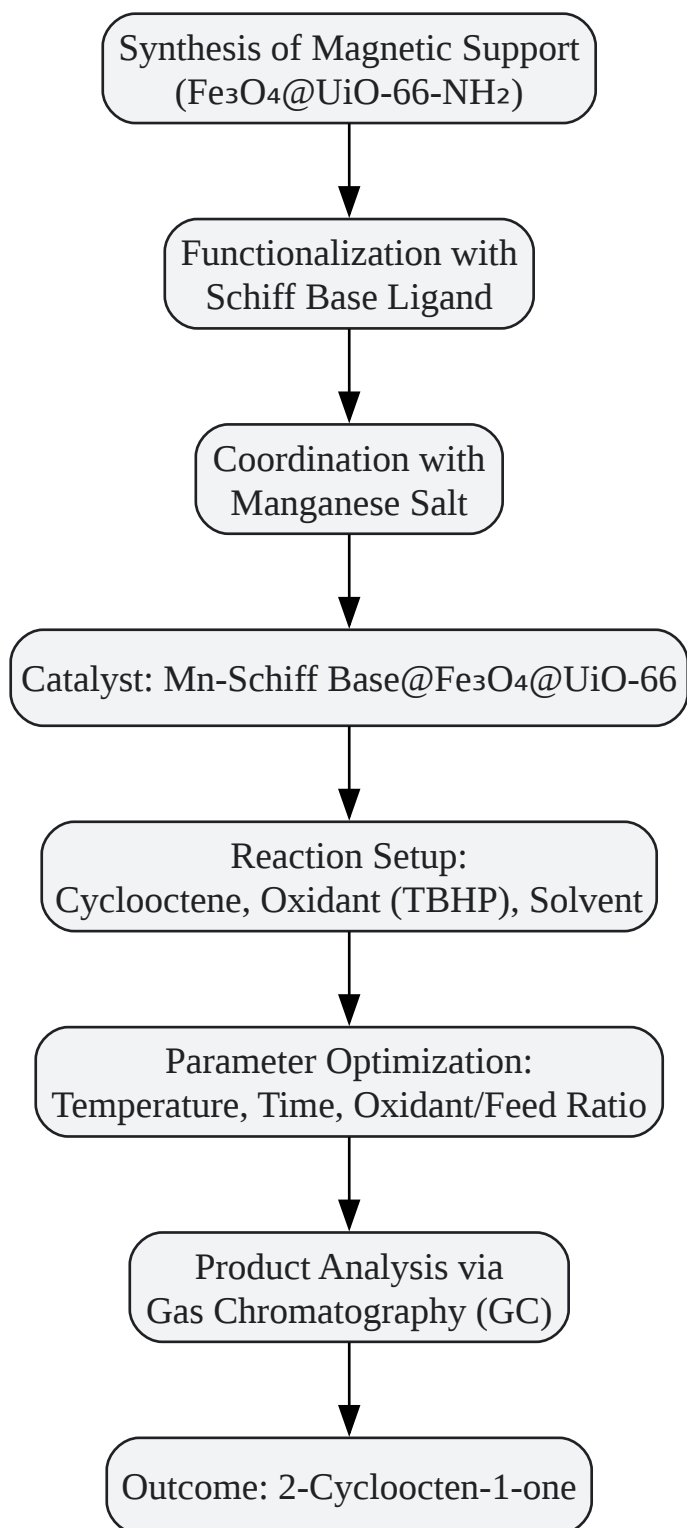 Synthesis of Magnetic Support
(Fe₃O₄@UiO-66-NH₂)
Functionalization with
Schiff Base Ligand
Coordination with
Manganese Salt
Catalyst: Mn-Schiff Base@Fe₃O₄@UiO-66
Reaction Setup:
Cyclooctene, Oxidant (TBHP), Solvent
Parameter Optimization:
Temperature, Time, Oxidant/Feed Ratio
Product Analysis via
Gas Chromatography (GC)
Outcome: 2-Cycloocten-1-one